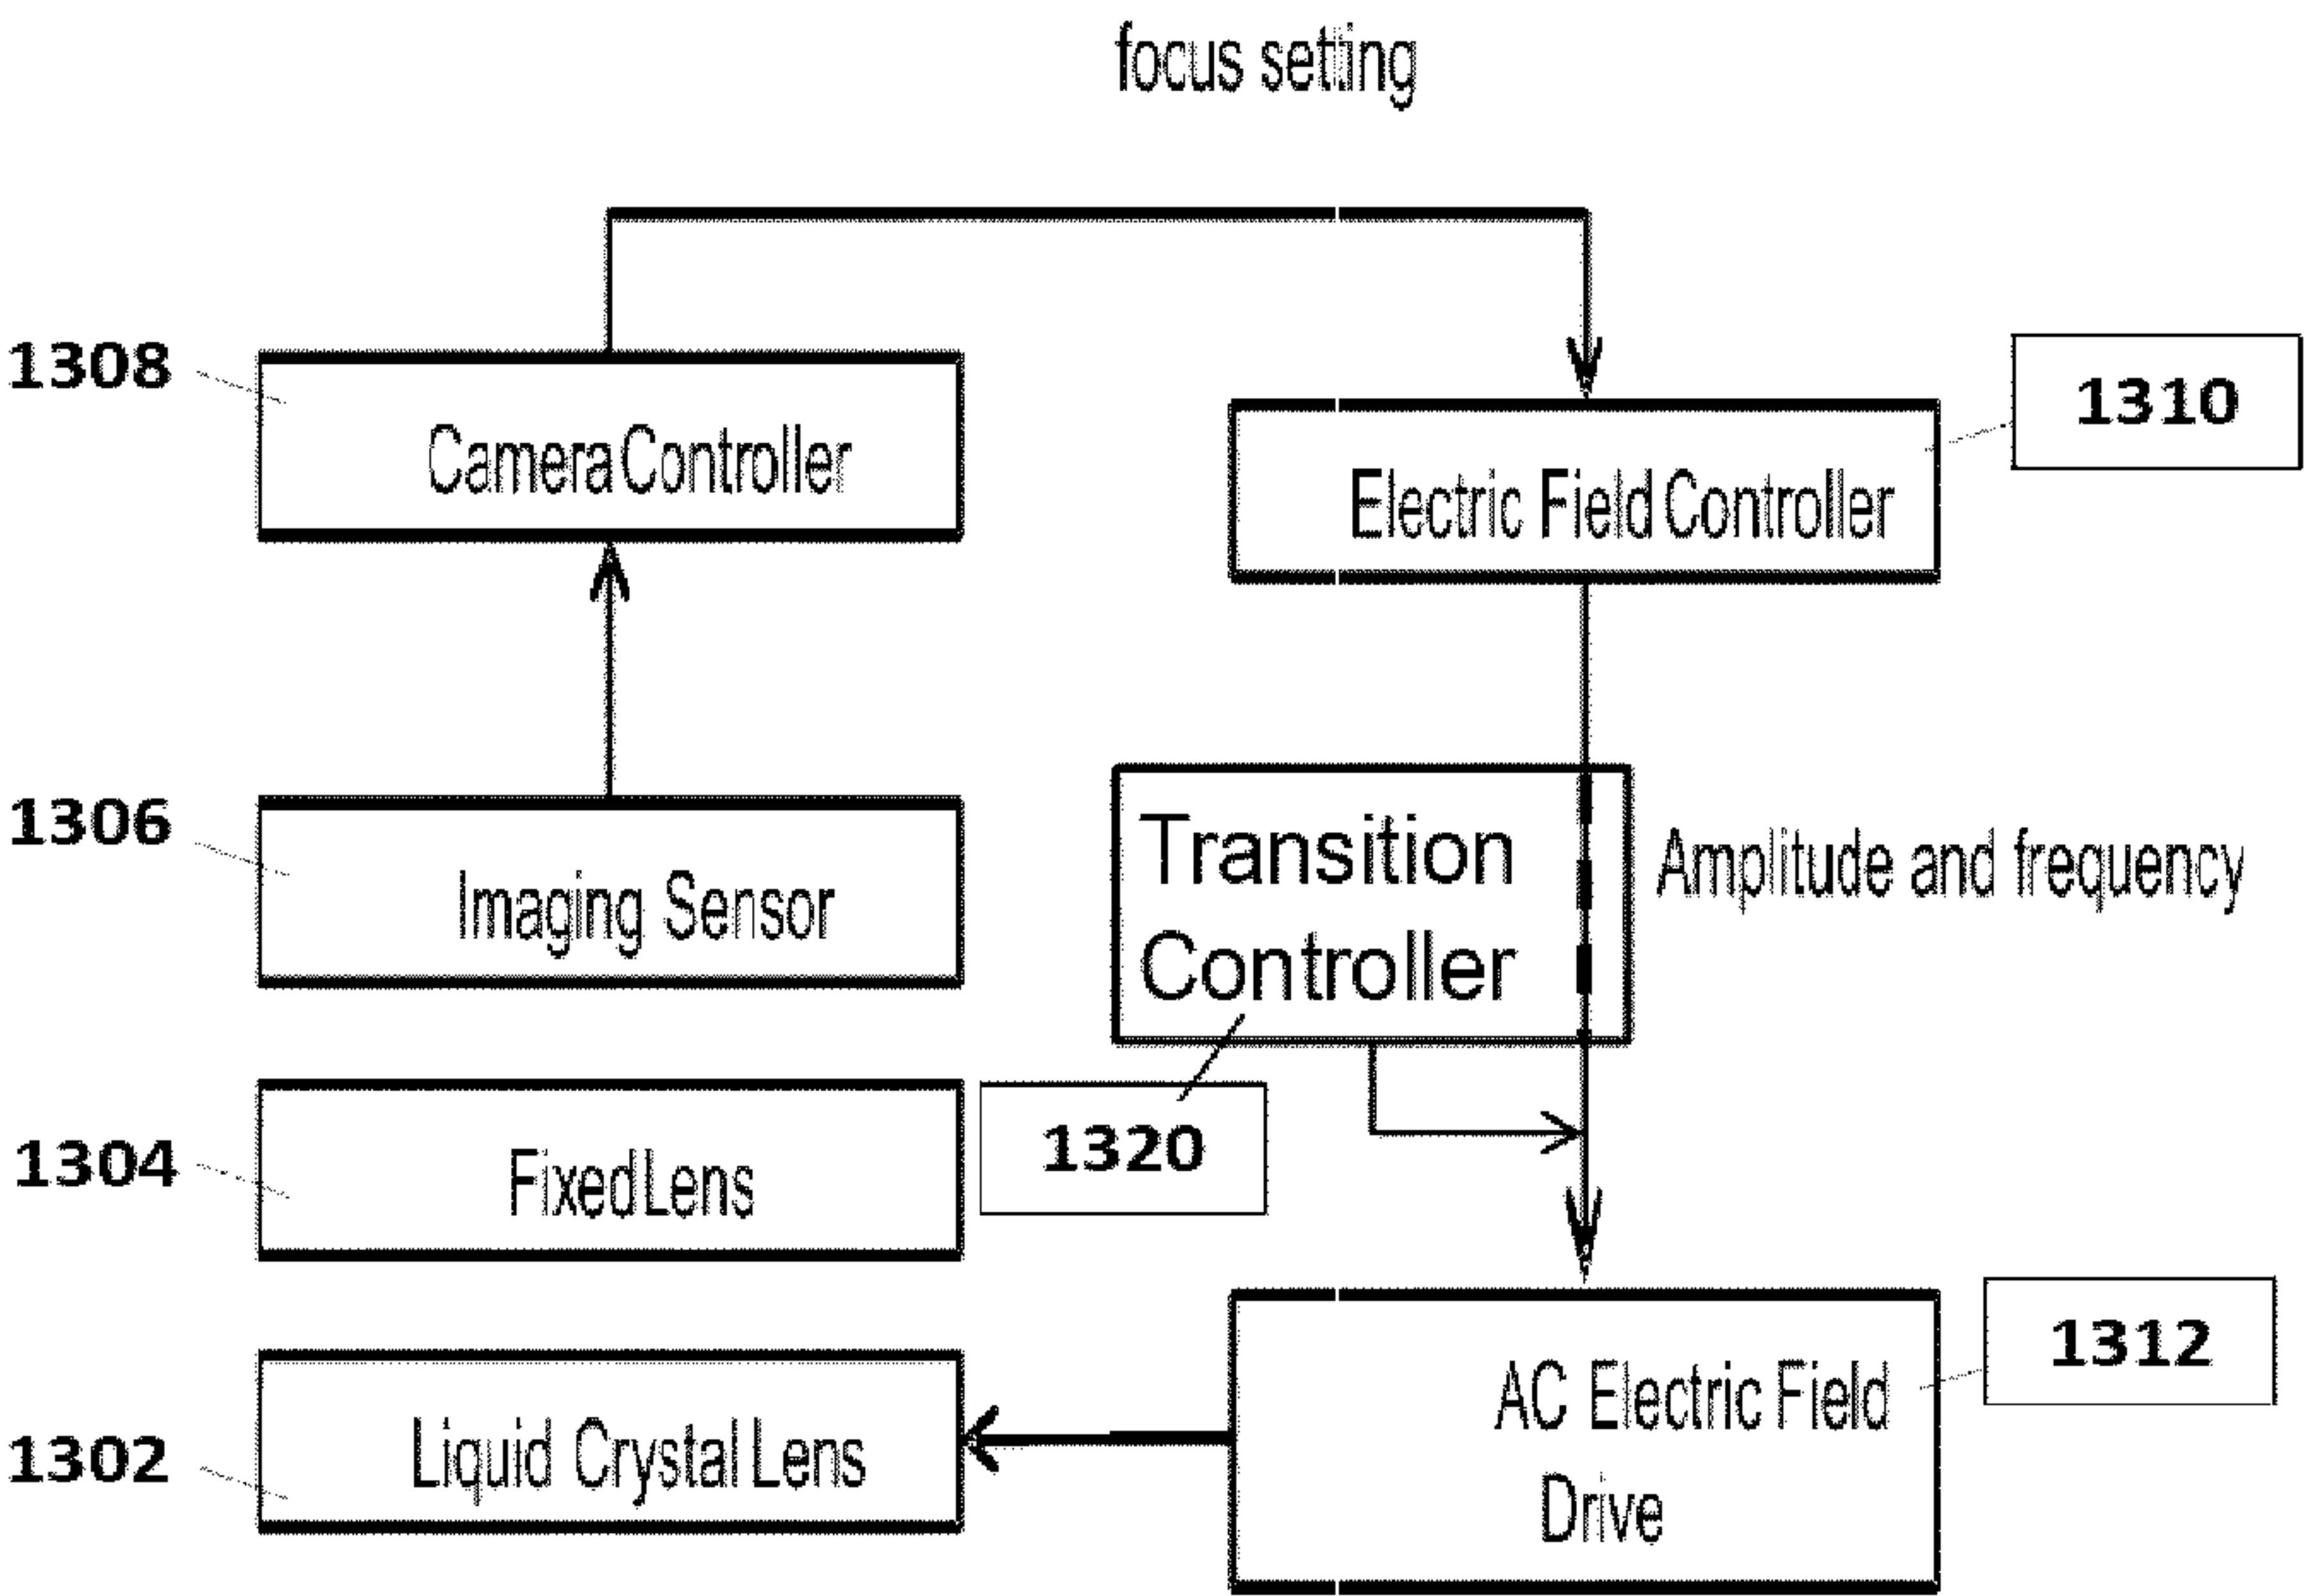 focus setting
1308
Camera Controller
1310
Electric Field Controller
1306
Imaging Sensor
Transition
Controller
Amplitude and frequency
1304
Fixed Lens
1320
1302
Liquid Crystal Lens
1312
AC Electric Field
Drive